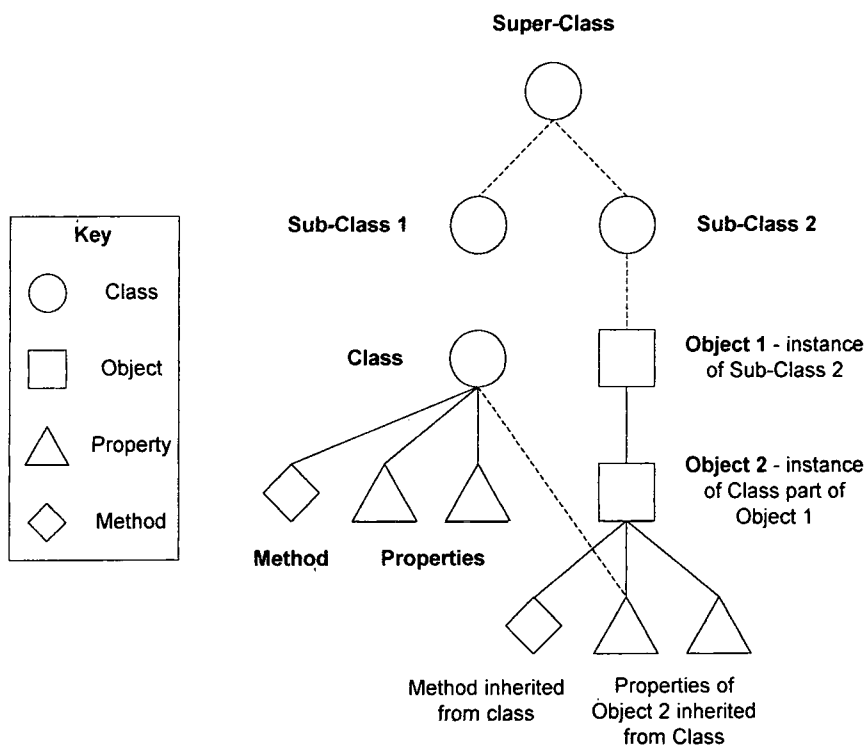 Super-Class
Sub-Class 1
Sub-Class 2
Key
Class
Object
Property
Method
Class
Object 1 - instance
of Sub-Class 2
Object 2 - instance
of Class part of
Object 1
Method
Properties
Method inherited
from class
Properties of
Object 2 inherited
from Class